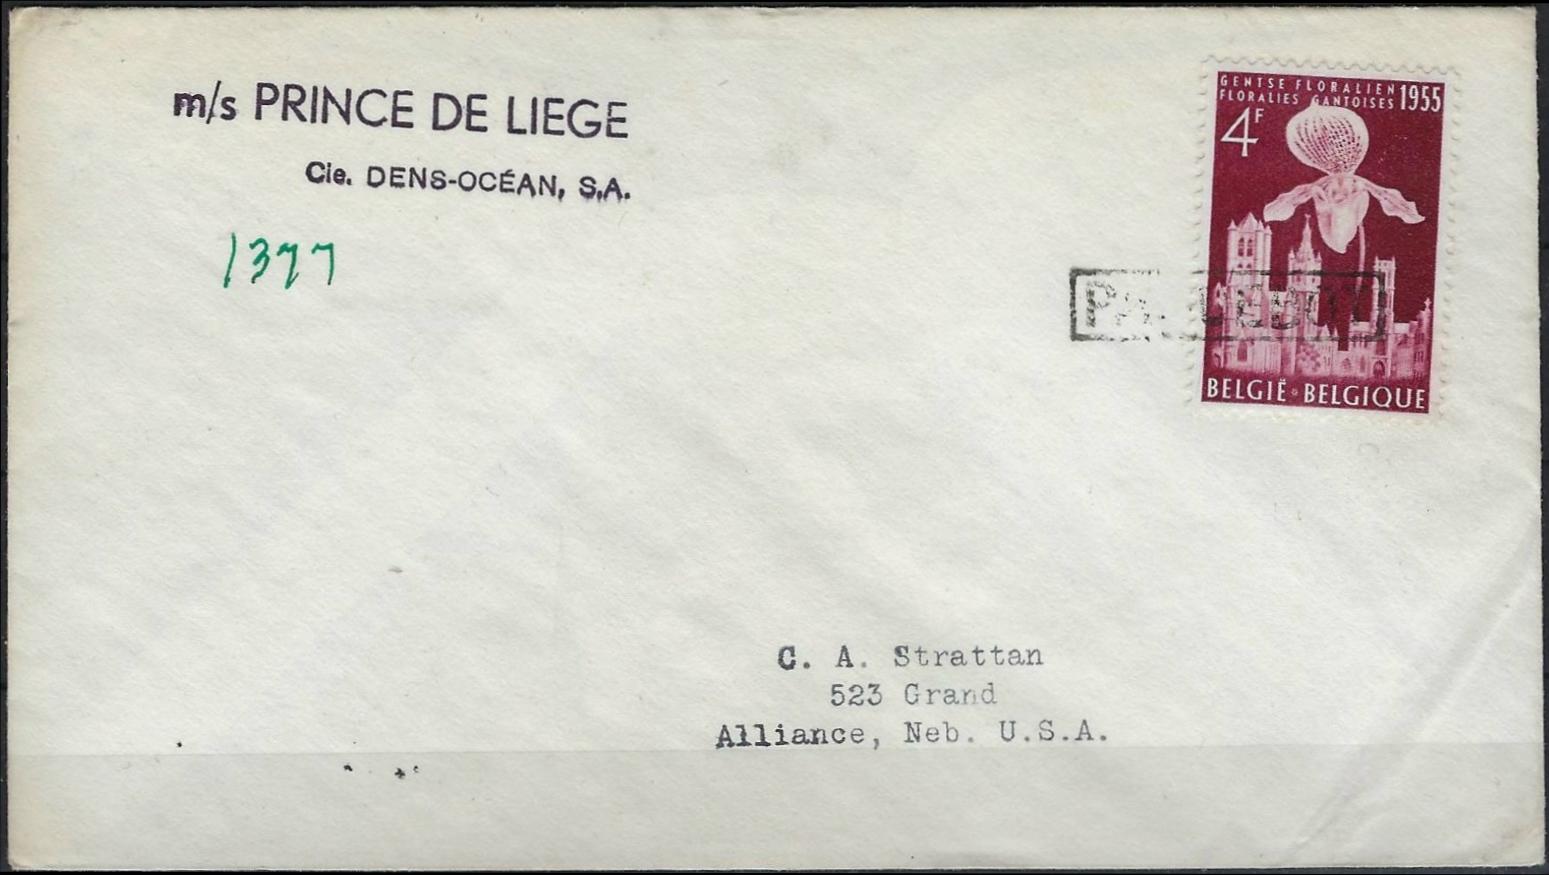 m/s PRINCE DE LIEGE
Cie. DENS-OCÉAN, S.A.
1377
GENTSE FLORALIEN
FLORALIES GANTOISES 1955
4F
PAQUEBOT
BELGIË * BELGIQUE
C. A. Strattan
523 Grand
Alliance, Neb. U.S.A.